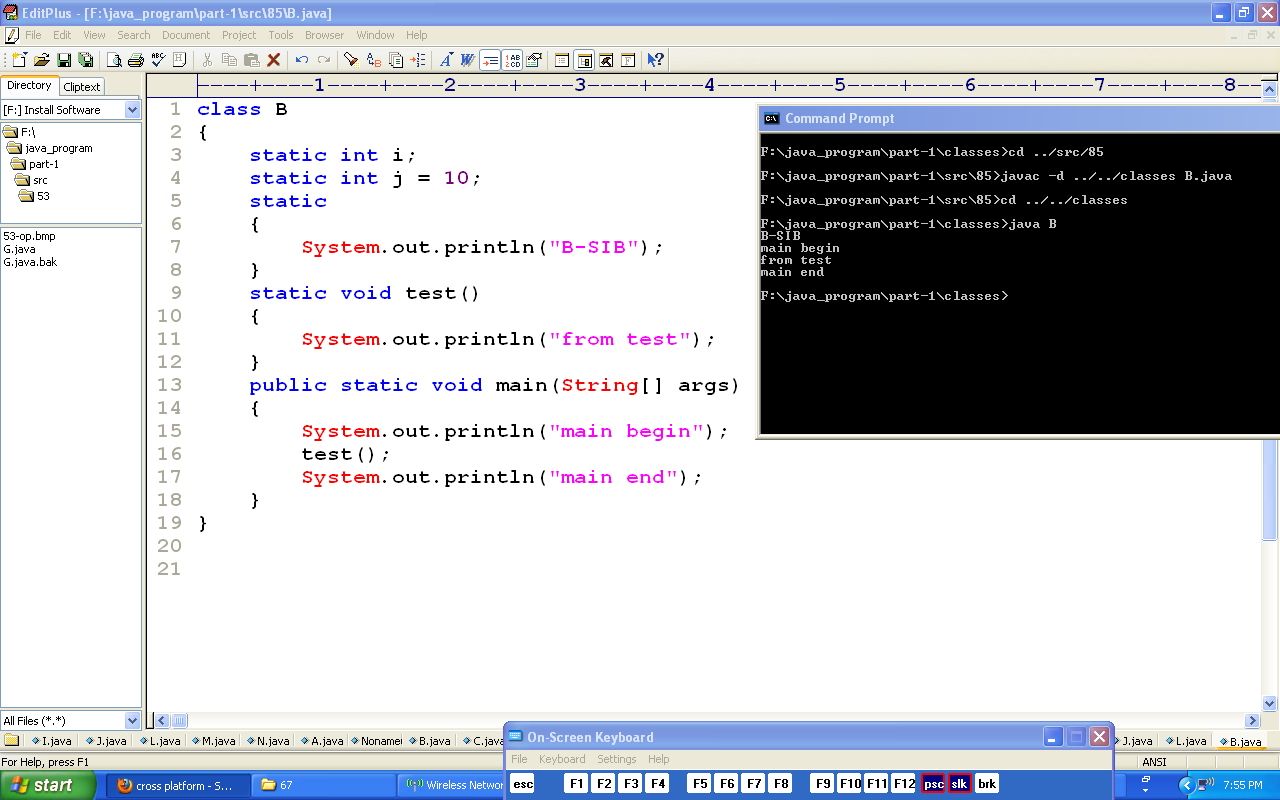 EditPlus - [F:\java_program\part-1\src\85\B.java]
File Edit View Search Document Project Tools Browser Window Help
Directory Cliptext
[F:] Install Software
F:\
java_program
part-1
src
53
53-op.bmp
G.java
G.java.bak
All Files (*.*)
----+----1----+----2----+----3----+----4----+----5----+----6----+----7----+----8--
1 class B
2 {
3 static int i;
4 static int j = 10;
5 static
6 {
7 System.out.println("B-SIB");
8 }
9 static void test()
10 {
11 System.out.println("from test");
12 }
13 public static void main(String[] args)
14 {
15 System.out.println("main begin");
16 test();
17 System.out.println("main end");
18 }
19 }
20
21
Command Prompt
F:\java_program\part-1\classes>cd ../src/85
F:\java_program\part-1\src\85>javac -d ../../classes B.java
F:\java_program\part-1\src\85>cd ../../classes
F:\java_program\part-1\classes>java B
B-SIB
main begin
from test
main end
F:\java_program\part-1\classes>
I.java J.java L.java M.java N.java A.java Noname B.java C.java J.java L.java B.java
For Help, press F1
ANSI
On-Screen Keyboard
File Keyboard Settings Help
esc F1 F2 F3 F4 F5 F6 F7 F8 F9 F10 F11 F12 psc slk brk
start
cross platform - S...
67
Wireless Networ
7:55 PM